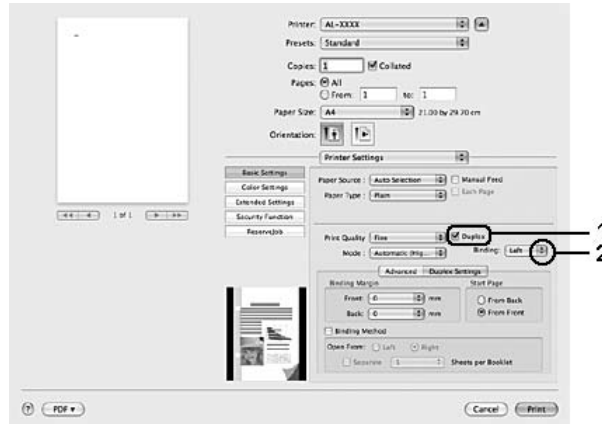 Printer: AL-XXXX
Presets: Standard
Copies: 1 Collated
Pages: All
From: 1 to: 1
Paper Size: A4 21.00 by 29.70 cm
Orientation:
Printer Settings
Basic Settings
Color Settings
Extended Settings
Security Function
ReserveJob
1 of 1
Paper Source : Auto Selection Manual Feed
Paper Type : Plain Each Page
Print Quality : Fine Duplex 1
Mode : Automatic (Hig... Binding: Left 2
Advanced Duplex Settings
Binding Margin Start Page
Front: 0 mm From Back
Back: 0 mm From Front
Binding Method
Open From: Left Right
Separate 1 Sheets per Booklet
? PDF Cancel Print